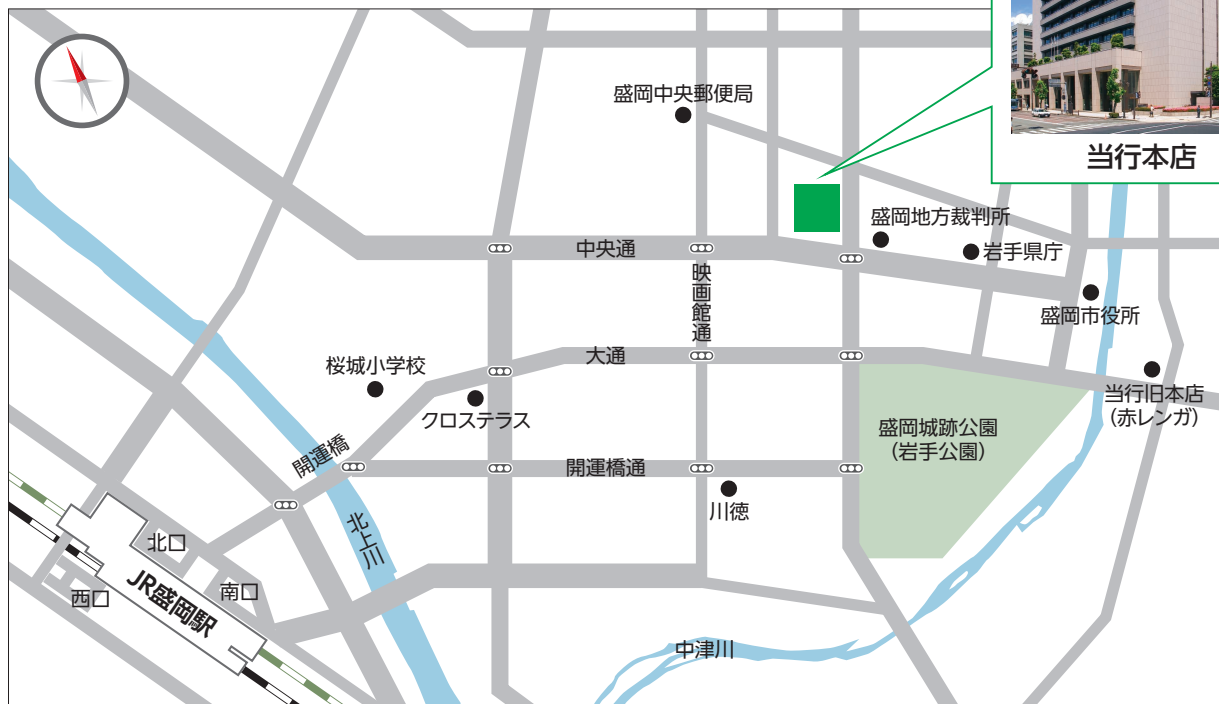 盛岡中央郵便局
当行本店
盛岡地方裁判所
岩手県庁
中央通
映画館通
盛岡市役所
大通
桜城小学校
クロステラス
当行旧本店
(赤レンガ)
盛岡城跡公園
(岩手公園)
開運橋
開運橋通
川徳
北上川
北口
南口
西口
JR盛岡駅
中津川